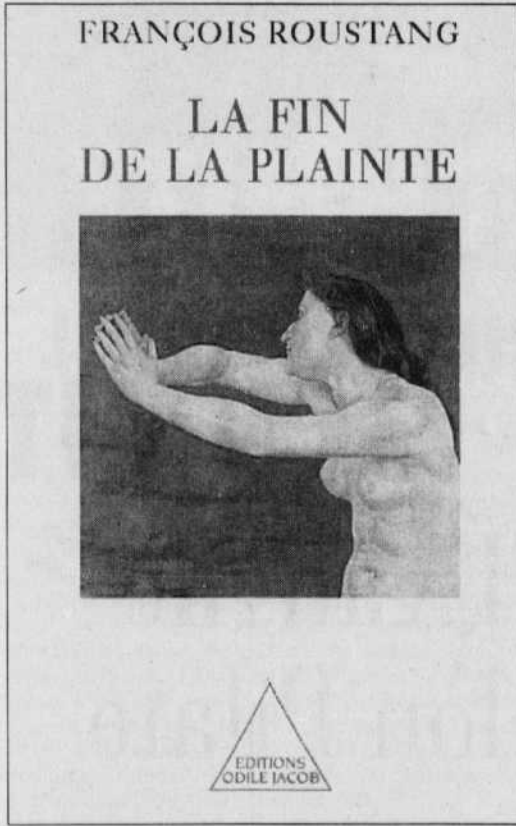 FRANÇOIS ROUSTANG
LA FIN
DE LA PLAINTE
EDITIONS
ODILE JACOB